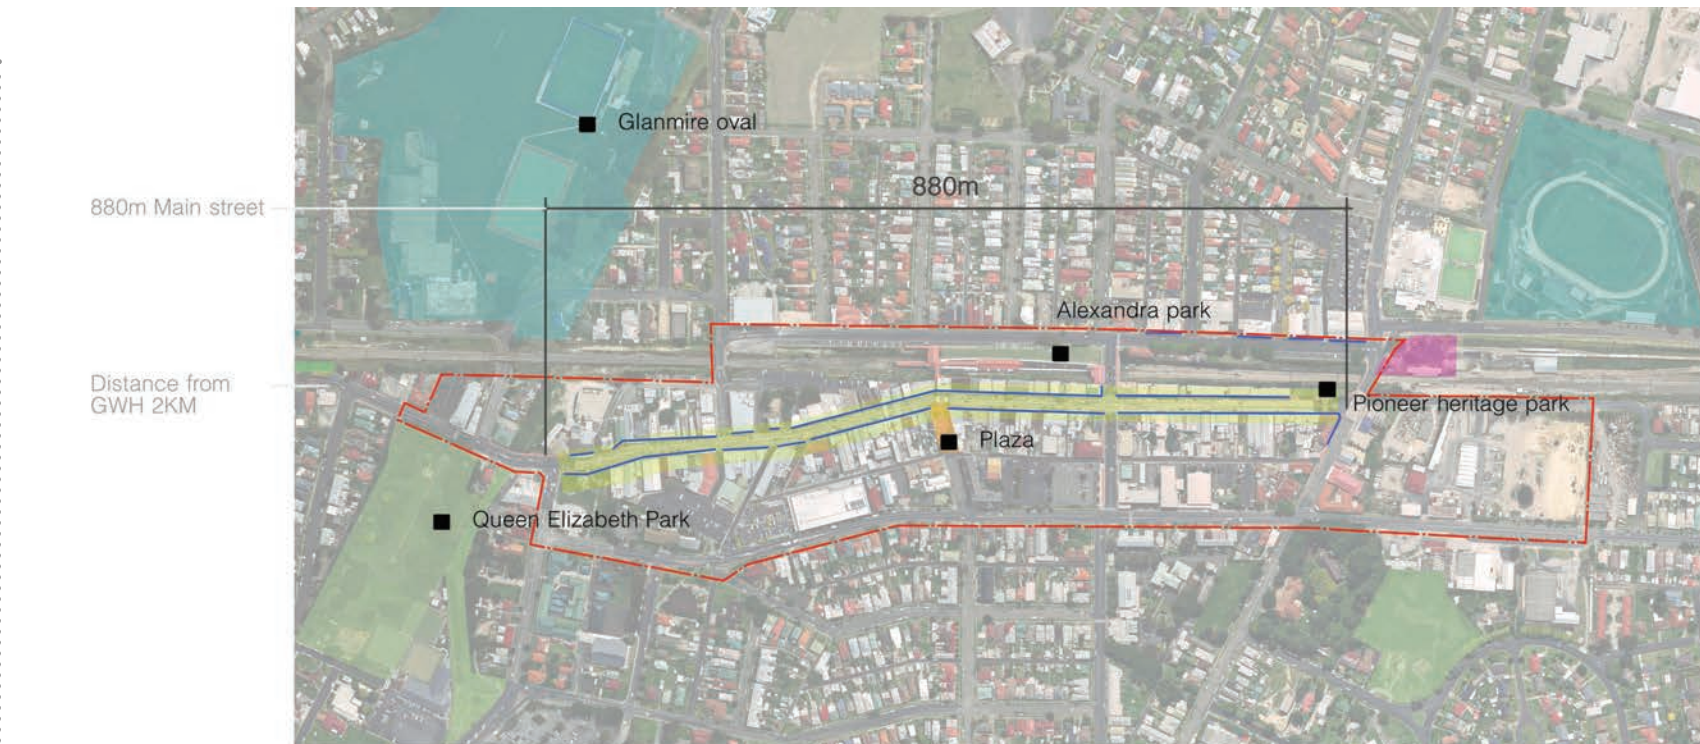 Glanmire oval
880m
880m Main street
Alexandra park
Distance from
GWH 2KM
Pioneer heritage park
Plaza
Queen Elizabeth Park